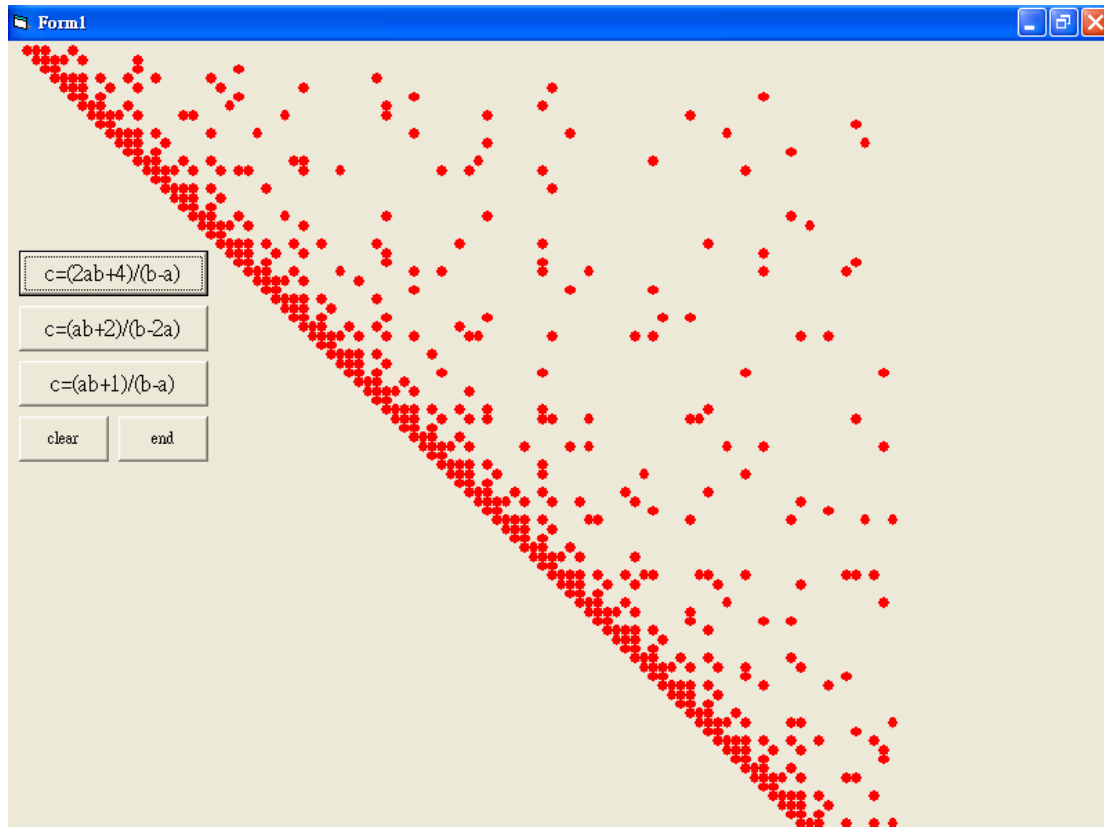 Form1
c=(2ab+4)/(b-a)
c=(ab+2)/(b-2a)
c=(ab+1)/(b-a)
clear end